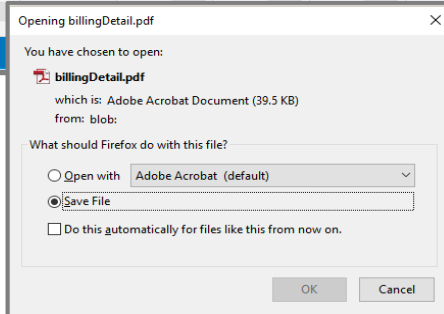 Opening billingDetail.pdf
You have chosen to open:
billingDetail.pdf
which is: Adobe Acrobat Document (39.5 KB)
from: blob:
What should Firefox do with this file?
Open with Adobe Acrobat (default)
Save File
Do this automatically for files like this from now on.
OK Cancel